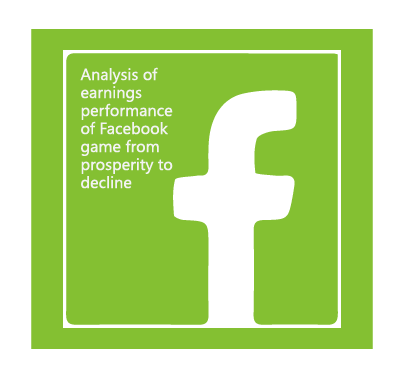 Analysis of
earnings
performance
of Facebook
game from
prosperity to
decline
f